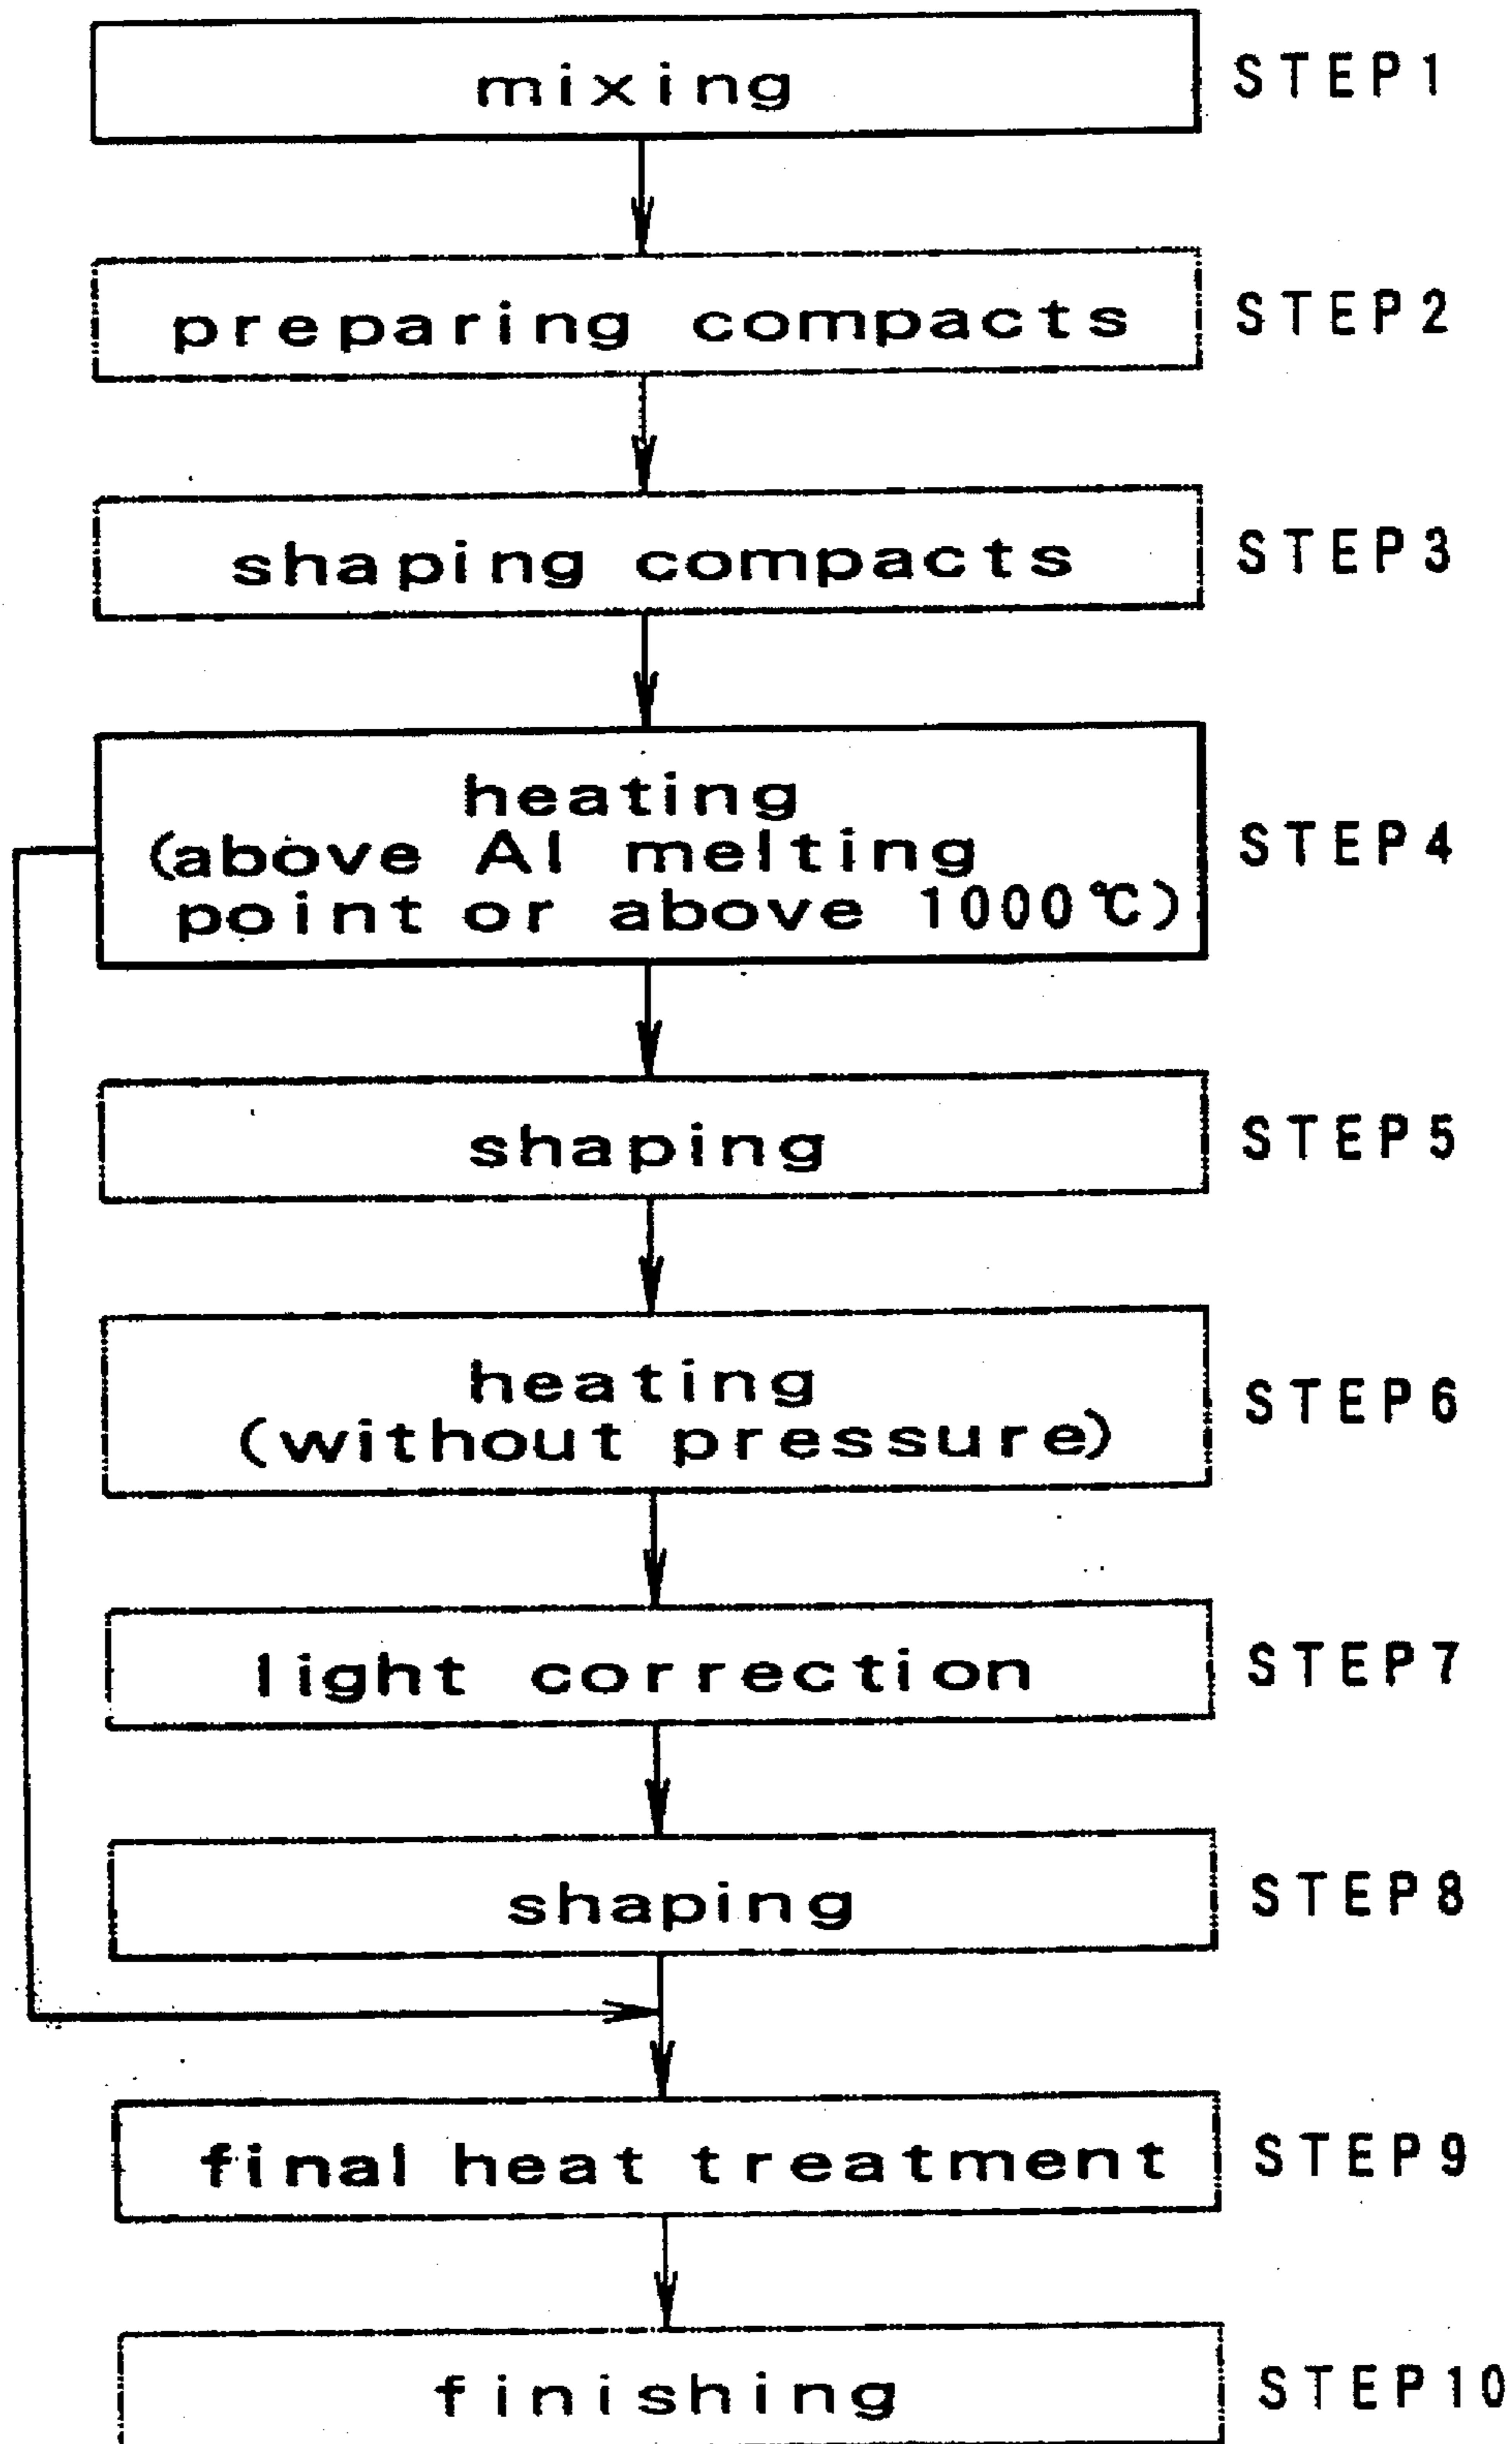 mixing STEP1
preparing compacts STEP2
shaping compacts STEP3
heating
(above Al melting STEP4
point or above 1000℃)
shaping STEP5
heating
(without pressure) STEP6
light correction STEP7
shaping STEP8
final heat treatment STEP9
finishing STEP10